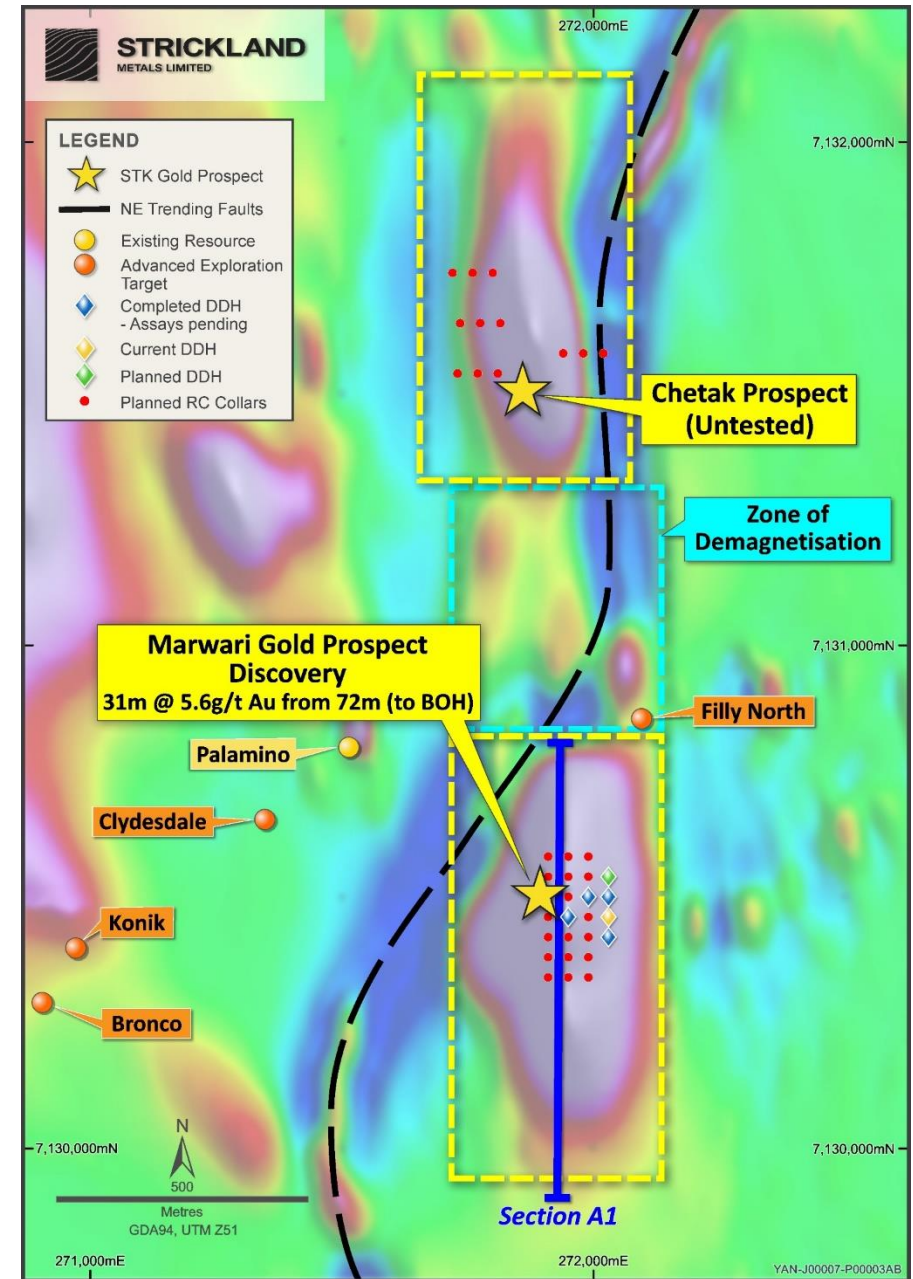 STRICKLAND
METALS LIMITED
272,000mE
LEGEND
STK Gold Prospect
NE Trending Faults
Existing Resource
Advanced Exploration
Target
Completed DDH
- Assays pending
Current DDH
Planned DDH
Planned RC Collars
7,132,000mN
Chetak Prospect
(Untested)
Zone of
Demagnetisation
7,131,000mN
Marwari Gold Prospect
Discovery
31m @ 5.6g/t Au from 72m (to BOH)
Filly North
Palamino
Clydesdale
Konik
Bronco
7,130,000mN
7,130,000mN
N
500
Metres
GDA94, UTM Z51
Section A1
271,000mE
272,000mE
YAN-J00007-P00003AB